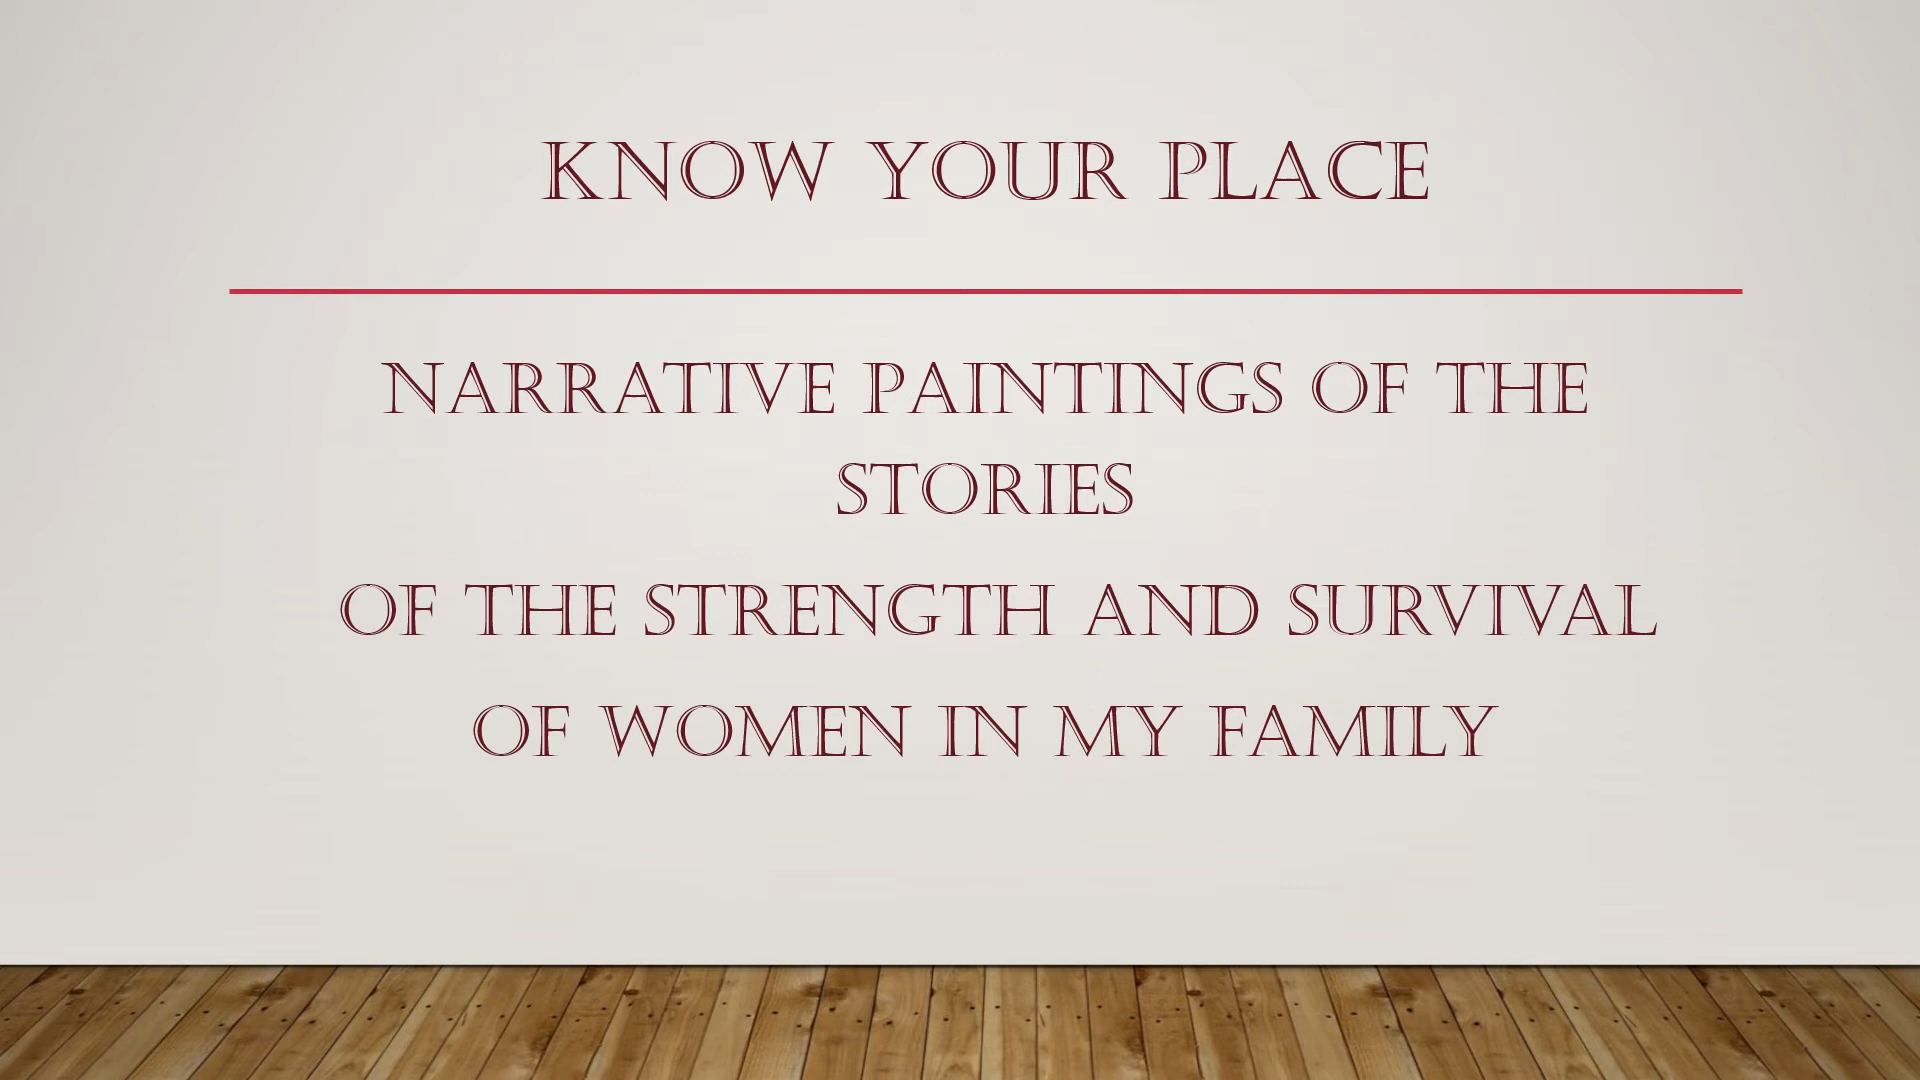 KNOW YOUR PLACE
NARRATIVE PAINTINGS OF THE
STORIES
OF THE STRENGTH AND SURVIVAL
OF WOMEN IN MY FAMILY